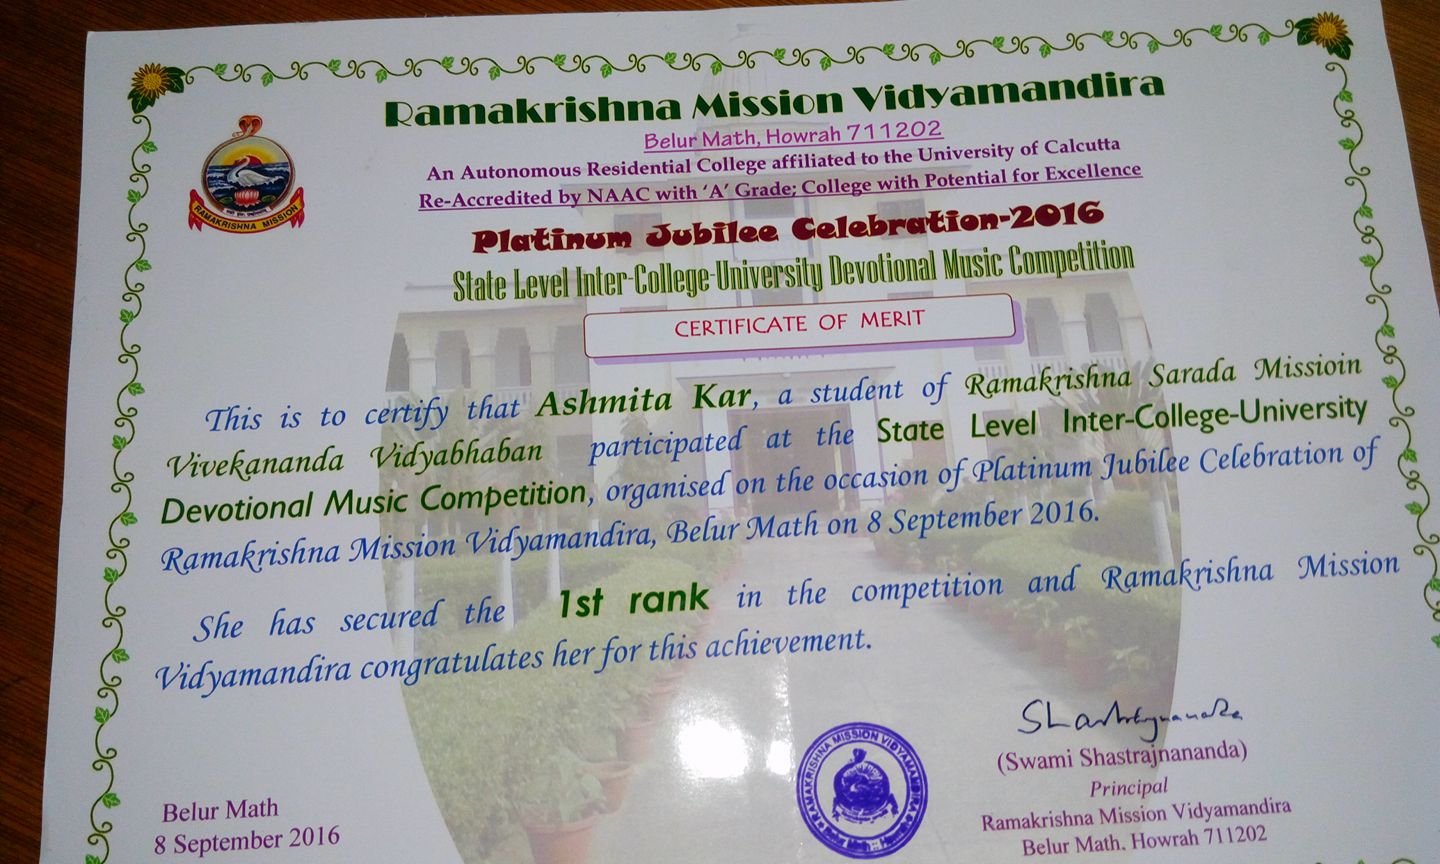 Ramakrishna Mission Vidyamandira
Belur Math, Howrah 711202
An Autonomous Residential College affiliated to the University of Calcutta
Re-Accredited by NAAC with ‘A’ Grade; College with Potential for Excellence
RAMAKRISHNA MISSION
Platinum Jubilee Celebration-2016
State Level Inter-College-University Devotional Music Competition
CERTIFICATE OF MERIT
This is to certify that Ashmita Kar, a student of Ramakrishna Sarada Missioin
Vivekananda Vidyabhaban participated at the State Level Inter-College-University
Devotional Music Competition, organised on the occasion of Platinum Jubilee Celebration of
Ramakrishna Mission Vidyamandira, Belur Math on 8 September 2016.
She has secured the 1st rank in the competition and Ramakrishna Mission
Vidyamandira congratulates her for this achievement.
(Swami Shastrajnananda)
Principal
Ramakrishna Mission Vidyamandira
Belur Math, Howrah 711202
RAMAKRISHNA MISSION VIDYAMANDIRA
Belur Math
8 September 2016